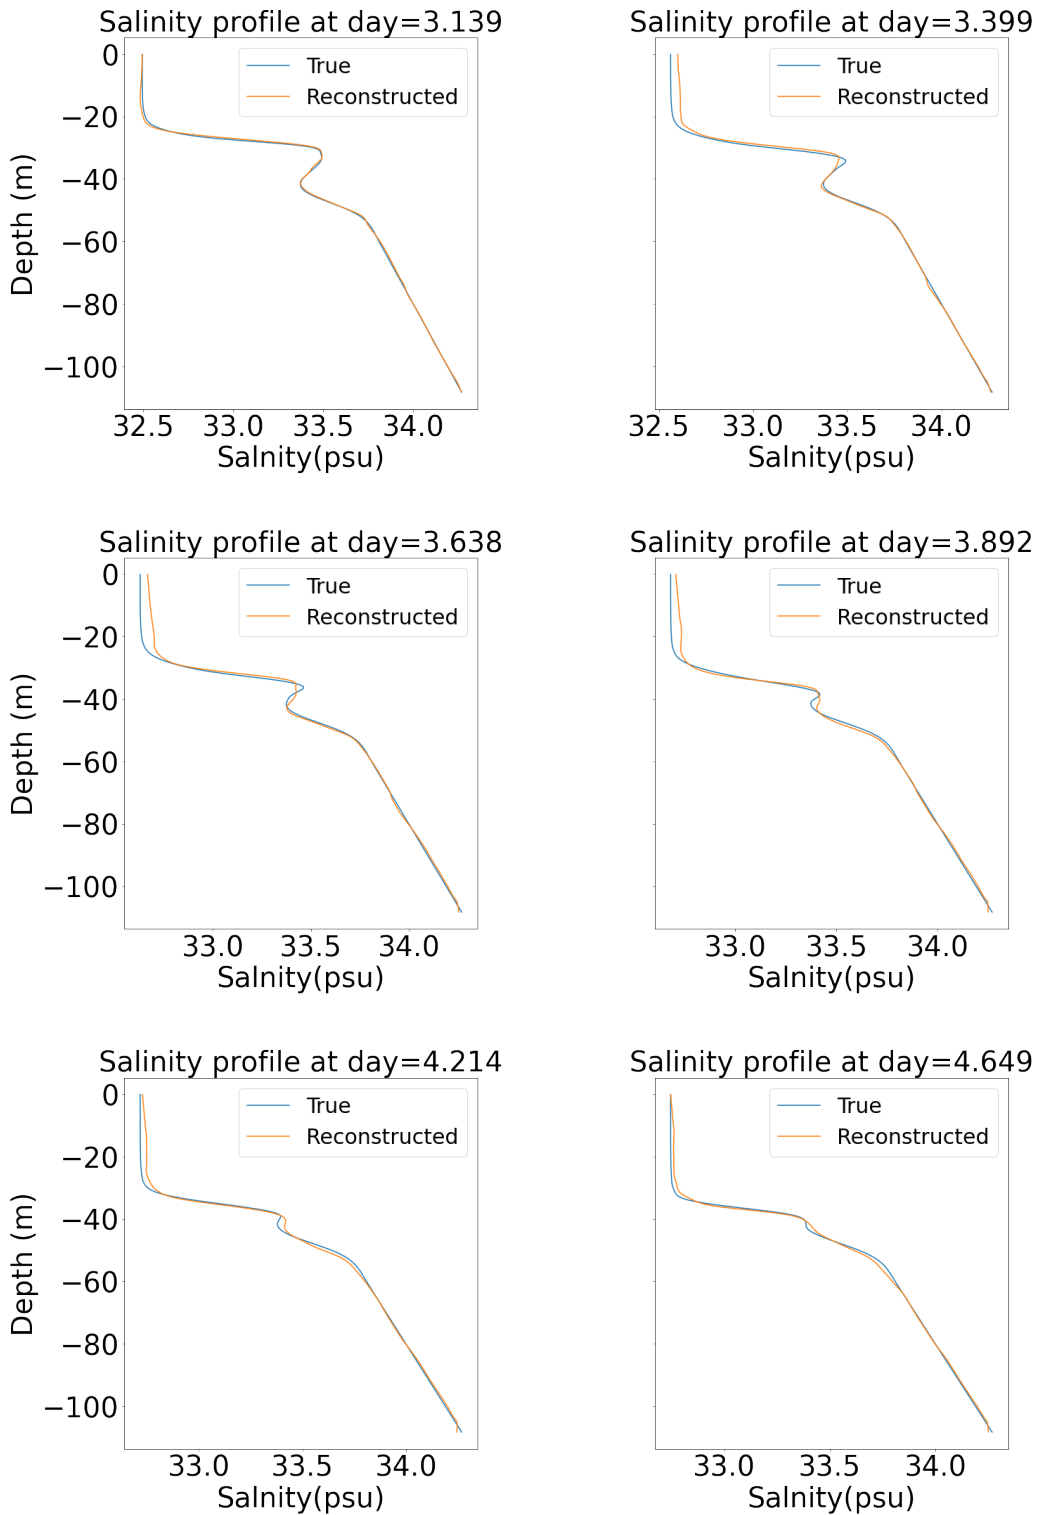 Salinity profile at day=3.139
0
−20
−40
−60
−80
−100
Depth (m)
True
Reconstructed
32.5 33.0 33.5 34.0
Salnity(psu)
Salinity profile at day=3.399
True
Reconstructed
32.5 33.0 33.5 34.0
Salnity(psu)
Salinity profile at day=3.638
0
−20
−40
−60
−80
−100
Depth (m)
True
Reconstructed
33.0 33.5 34.0
Salnity(psu)
Salinity profile at day=3.892
True
Reconstructed
33.0 33.5 34.0
Salnity(psu)
Salinity profile at day=4.214
0
−20
−40
−60
−80
−100
Depth (m)
True
Reconstructed
33.0 33.5 34.0
Salnity(psu)
Salinity profile at day=4.649
True
Reconstructed
33.0 33.5 34.0
Salnity(psu)